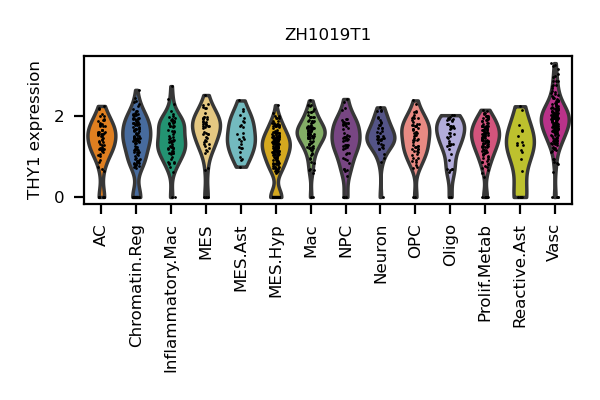 ZH1019T1
THY1 expression
2
0
AC
Chromatin.Reg
Inflammatory.Mac
MES
MES.Ast
MES.Hyp
Mac
NPC
Neuron
OPC
Oligo
Prolif.Metab
Reactive.Ast
Vasc